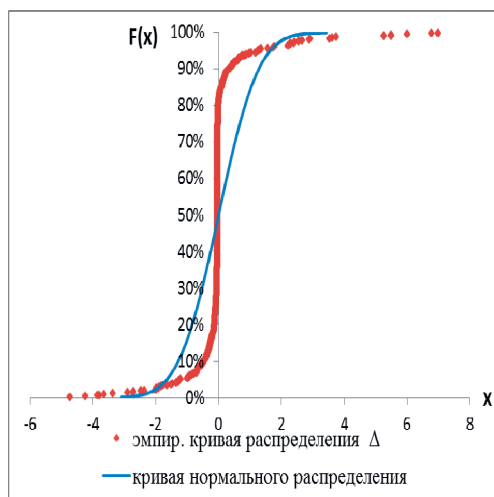 F(x)
100%
90%
80%
70%
60%
50%
40%
30%
20%
10%
0%
-6 -4 -2 0 2 4 6 8
x
эмпир. кривая распределения Δ
кривая нормального распределения